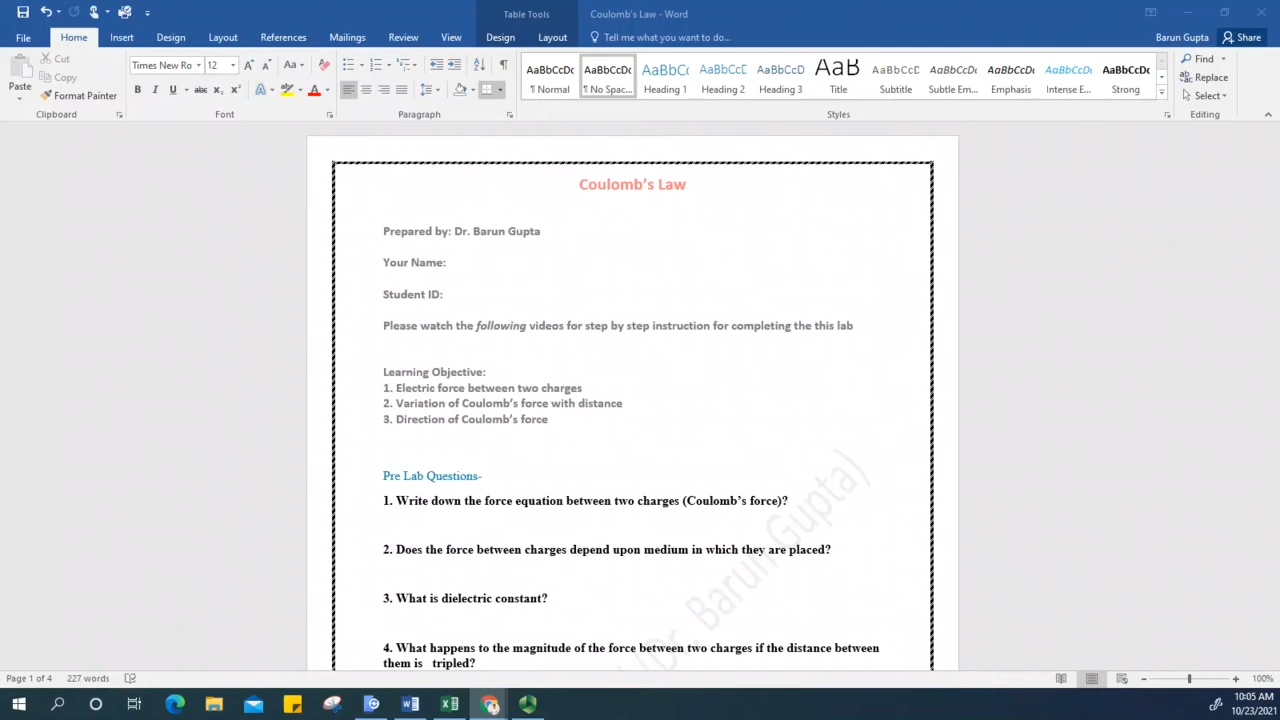 Table Tools
Coulomb's Law - Word
File Home Insert Design Layout References Mailings Review View Design Layout Tell me what you want to do... Barun Gupta Share
Paste
Cut
Copy
Format Painter
Clipboard
Times New Ro 12
Font
Paragraph
AaBbCcDc AaBbCcDc AaBbCc AaBbCcD AaBbCcDc AaB AaBbCcDc AaBbCcDc AaBbCcDc AaBbCcDc AaBbCcDc
¶ Normal ¶ No Spac... Heading 1 Heading 2 Heading 3 Title Subtitle Subtle Em... Emphasis Intense E... Strong
Styles
Find
Replace
Select
Editing
Coulomb's Law
Prepared by: Dr. Barun Gupta
Your Name:
Student ID:
Please watch the following videos for step by step instruction for completing the this lab
Learning Objective:
1. Electric force between two charges
2. Variation of Coulomb's force with distance
3. Direction of Coulomb's force
Pre Lab Questions-
1. Write down the force equation between two charges (Coulomb's force)?
2. Does the force between charges depend upon medium in which they are placed?
3. What is dielectric constant?
4. What happens to the magnitude of the force between two charges if the distance between
them is tripled?
/Dr. Barun Gupta)
Page 1 of 4 227 words 100%
10:05 AM
10/23/2021